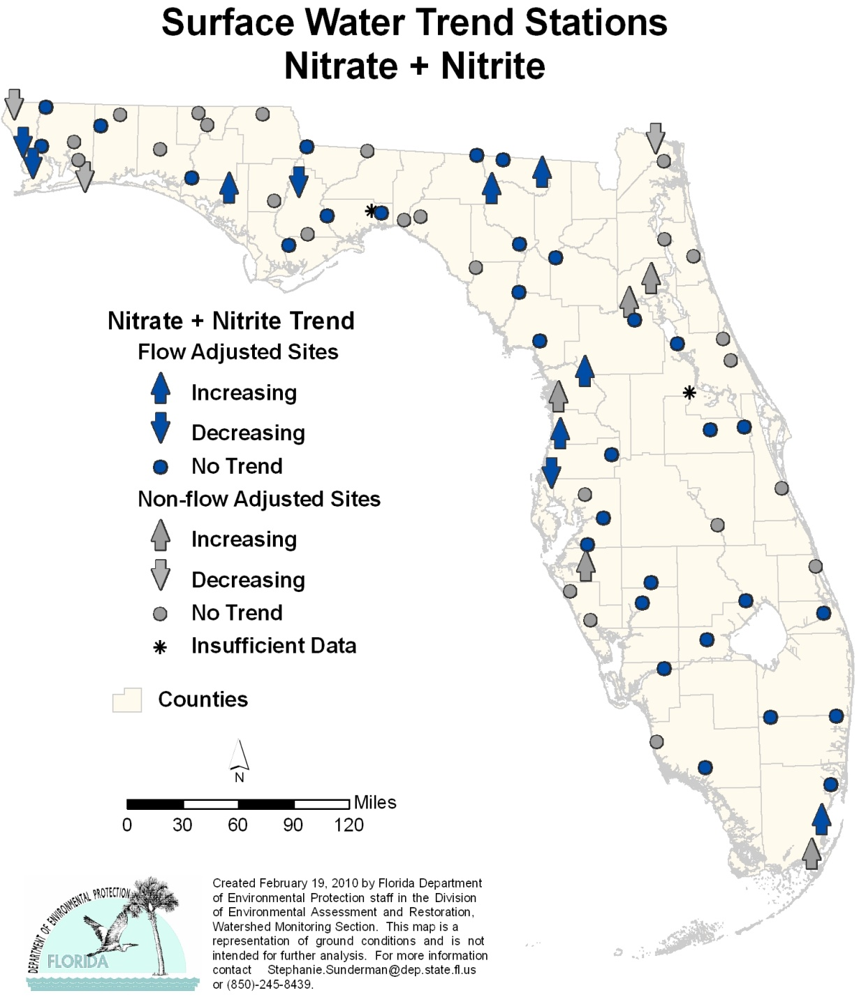 Surface Water Trend Stations
Nitrate + Nitrite
Nitrate + Nitrite Trend
Flow Adjusted Sites
Increasing
Decreasing
No Trend
Non-flow Adjusted Sites
Increasing
Decreasing
No Trend
Insufficient Data
Counties
N
Miles
0 30 60 90 120
DEPARTMENT OF ENVIRONMENTAL PROTECTION
FLORIDA
Created February 19, 2010 by Florida Department
of Environmental Protection staff in the Division
of Environmental Assessment and Restoration,
Watershed Monitoring Section. This map is a
representation of ground conditions and is not
intended for further analysis. For more information
contact Stephanie.Sunderman@dep.state.fl.us
or (850)-245-8439.